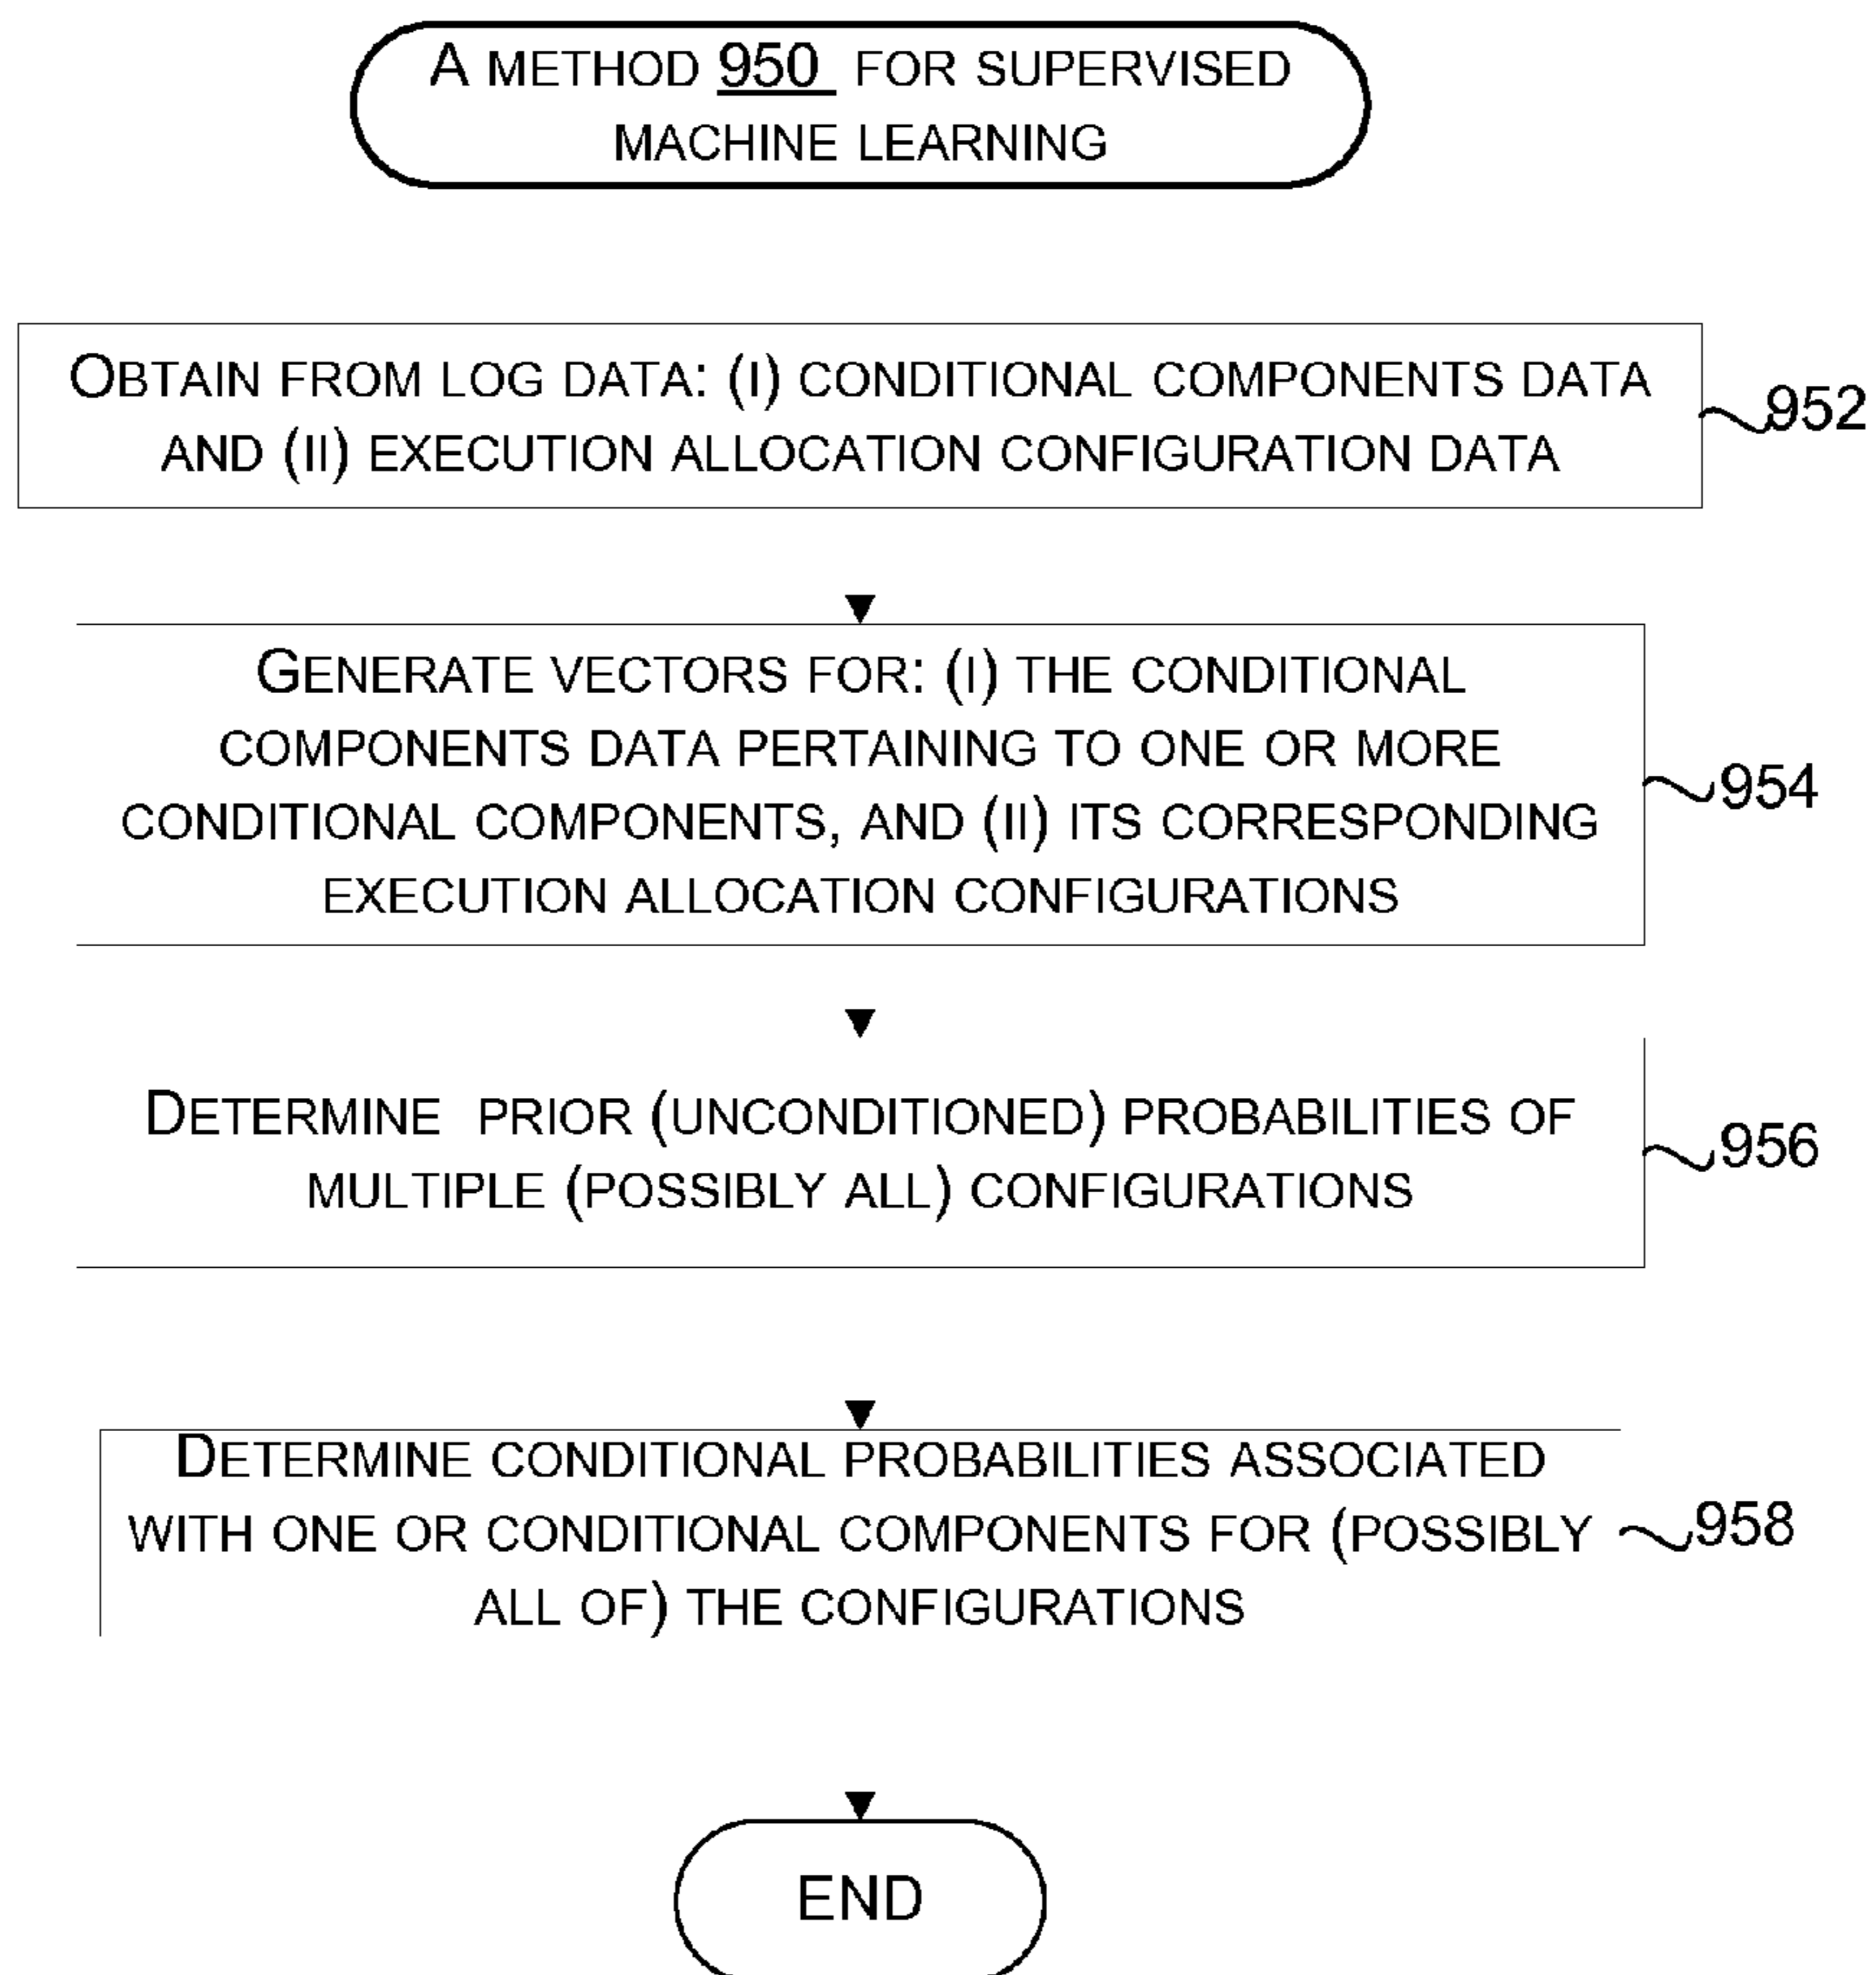 A METHOD 950 FOR SUPERVISED
MACHINE LEARNING
OBTAIN FROM LOG DATA: (I) CONDITIONAL COMPONENTS DATA
AND (II) EXECUTION ALLOCATION CONFIGURATION DATA
952
GENERATE VECTORS FOR: (I) THE CONDITIONAL
COMPONENTS DATA PERTAINING TO ONE OR MORE
CONDITIONAL COMPONENTS, AND (II) ITS CORRESPONDING
EXECUTION ALLOCATION CONFIGURATIONS
954
DETERMINE PRIOR (UNCONDITIONED) PROBABILITIES OF
MULTIPLE (POSSIBLY ALL) CONFIGURATIONS
956
DETERMINE CONDITIONAL PROBABILITIES ASSOCIATED
WITH ONE OR CONDITIONAL COMPONENTS FOR (POSSIBLY
ALL OF) THE CONFIGURATIONS
958
END